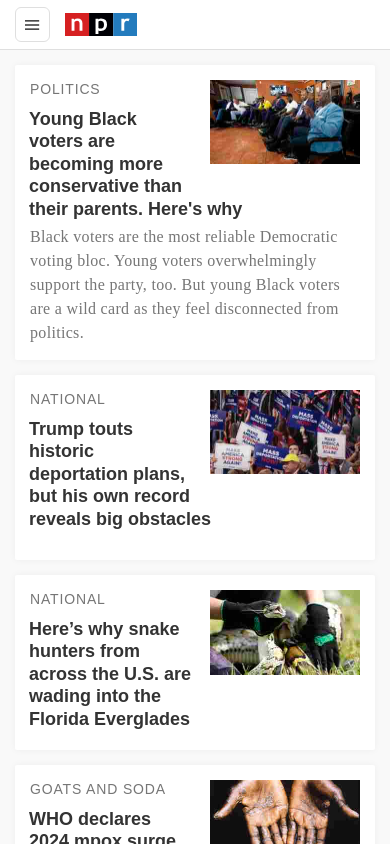 npr
POLITICS
Young Black
voters are
becoming more
conservative than
their parents. Here's why
Black voters are the most reliable Democratic
voting bloc. Young voters overwhelmingly
support the party, too. But young Black voters
are a wild card as they feel disconnected from
politics.
NATIONAL
Trump touts
historic
deportation plans,
but his own record
reveals big obstacles
NATIONAL
Here’s why snake
hunters from
across the U.S. are
wading into the
Florida Everglades
GOATS AND SODA
WHO declares
2024 mpox surge